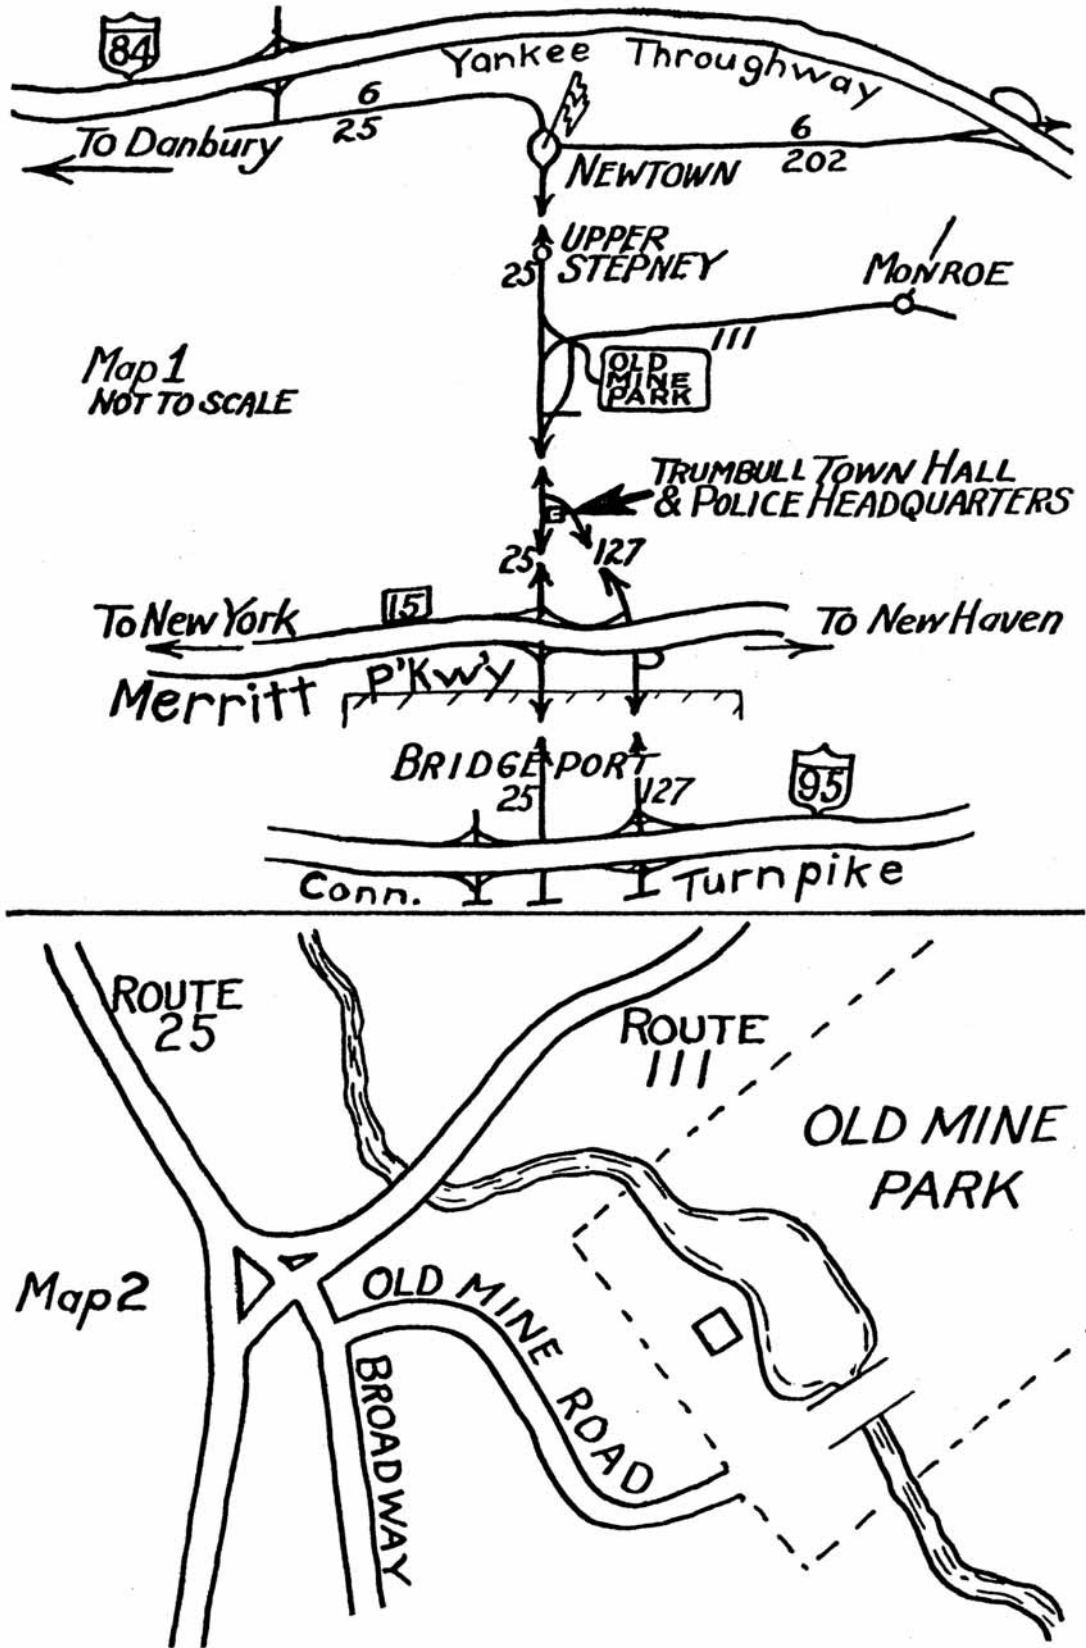 84
Yankee Throughway
6
25
To Danbury
6
202
NEWTOWN
UPPER
STEPNEY
25
MONROE
111
OLD
MINE
PARK
Map 1
NOT TO SCALE
TRUMBULL TOWN HALL
& POLICE HEADQUARTERS
25
127
15
To New York
To New Haven
Merritt P'Kw'y
BRIDGEPORT
25
127
95
Conn. Turnpike
ROUTE
25
ROUTE
111
OLD MINE
PARK
Map 2
OLD MINE ROAD
BROADWAY